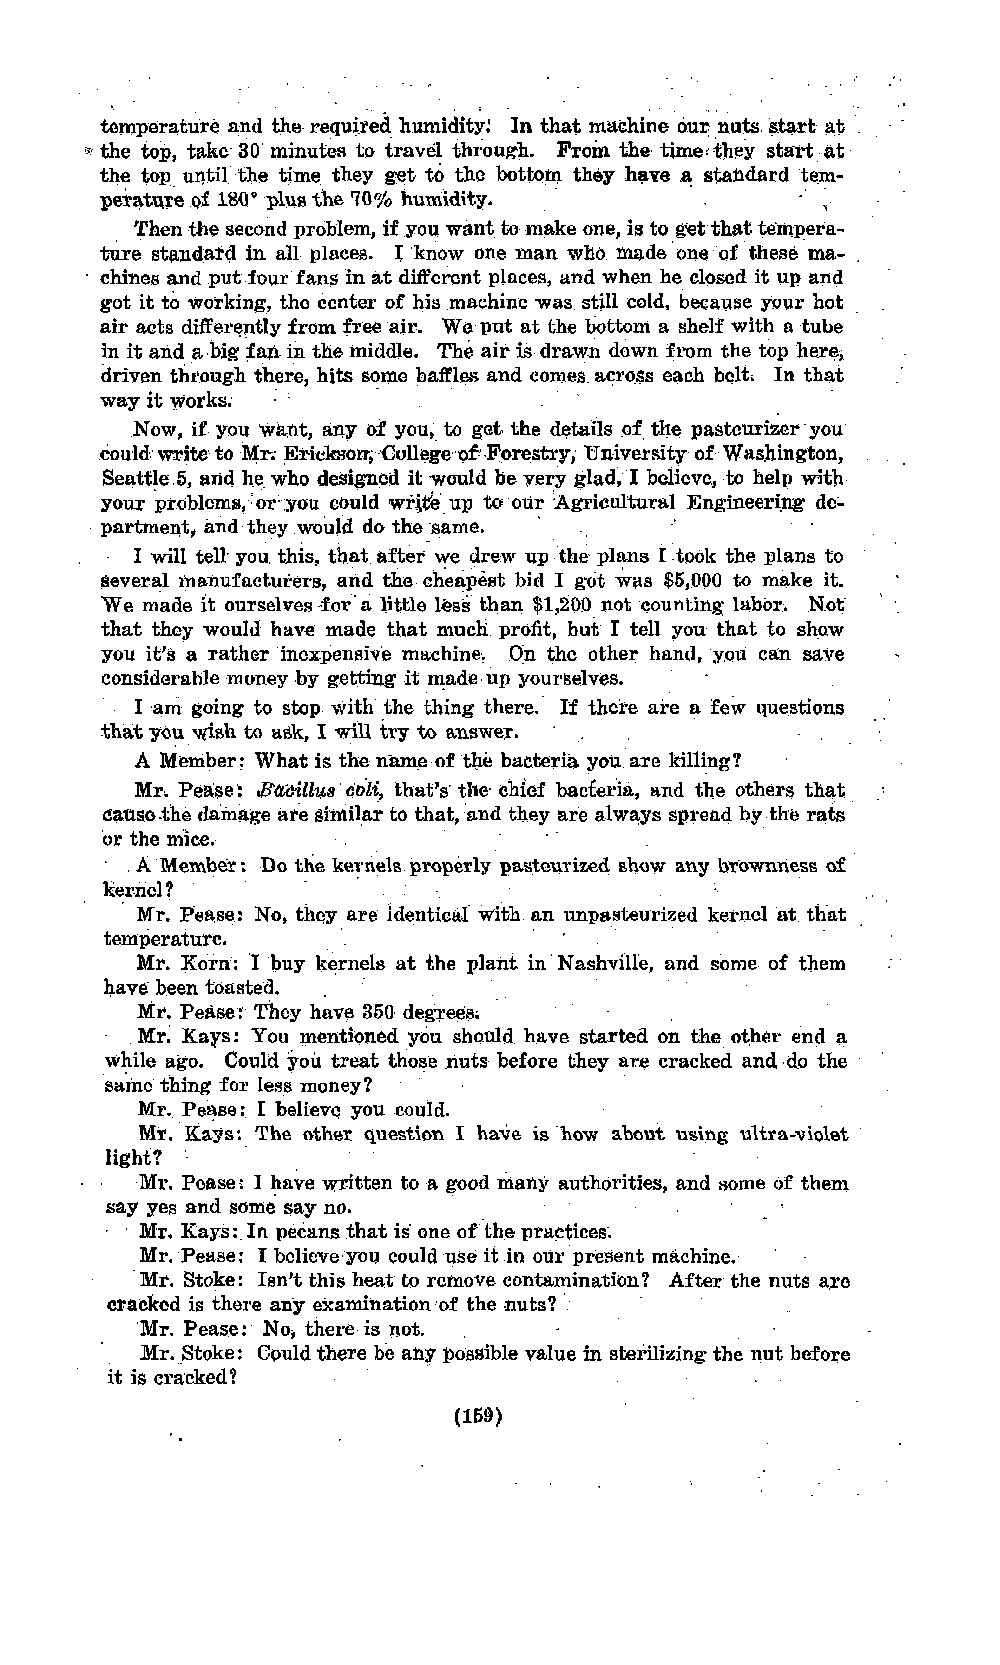 temperature and the required humidity. In that machine our nuts start at
the top, take 30 minutes to travel through. From the time they start at
the top until the time they get to the bottom they have a standard tem-
perature of 180° plus the 70% humidity.
Then the second problem, if you want to make one, is to get that tempera-
ture standard in all places. I know one man who made one of these ma-
chines and put four fans in at different places, and when he closed it up and
got it to working, the center of his machine was still cold, because your hot
air acts differently from free air. We put at the bottom a shelf with a tube
in it and a big fan in the middle. The air is drawn down from the top here,
driven through there, hits some baffles and comes across each belt. In that
way it works.
Now, if you want, any of you, to get the details of the pasteurizer you
could write to Mr. Erickson, College of Forestry, University of Washington,
Seattle 5, and he who designed it would be very glad, I believe, to help with
your problems, or you could write up to our Agricultural Engineering de-
partment, and they would do the same.
I will tell you this, that after we drew up the plans I took the plans to
several manufacturers, and the cheapest bid I got was $5,000 to make it.
We made it ourselves for a little less than $1,200 not counting labor. Not
that they would have made that much profit, but I tell you that to show
you it's a rather inexpensive machine. On the other hand, you can save
considerable money by getting it made up yourselves.
I am going to stop with the thing there. If there are a few questions
that you wish to ask, I will try to answer.
A Member: What is the name of the bacteria you are killing?
Mr. Pease: Bacillus coli, that's the chief bacteria, and the others that
cause the damage are similar to that, and they are always spread by the rats
or the mice.
A Member: Do the kernels properly pasteurized show any brownness of
kernel?
Mr. Pease: No, they are identical with an unpasteurized kernel at that
temperature.
Mr. Korn: I buy kernels at the plant in Nashville, and some of them
have been toasted.
Mr. Pease: They have 350 degrees.
Mr. Kays: You mentioned you should have started on the other end a
while ago. Could you treat those nuts before they are cracked and do the
same thing for less money?
Mr. Pease: I believe you could.
Mr. Kays: The other question I have is how about using ultra-violet
light?
Mr. Pease: I have written to a good many authorities, and some of them
say yes and some say no.
Mr. Kays: In pecans that is one of the practices.
Mr. Pease: I believe you could use it in our present machine.
Mr. Stoke: Isn't this heat to remove contamination? After the nuts are
cracked is there any examination of the nuts?
Mr. Pease: No, there is not.
Mr. Stoke: Could there be any possible value in sterilizing the nut before
it is cracked?
(159)